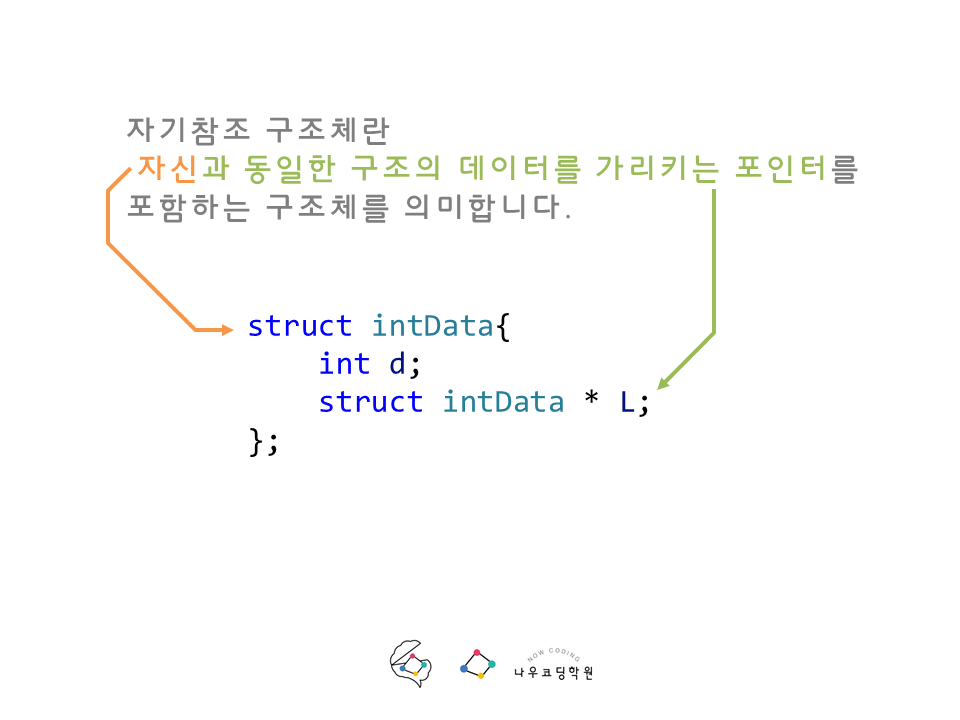 자기참조 구조체란
자신과 동일한 구조의 데이터를 가리키는 포인터를
포함하는 구조체를 의미합니다.
struct intData{
    int d;
    struct intData * L;
};
NOW CODING
나우코딩학원